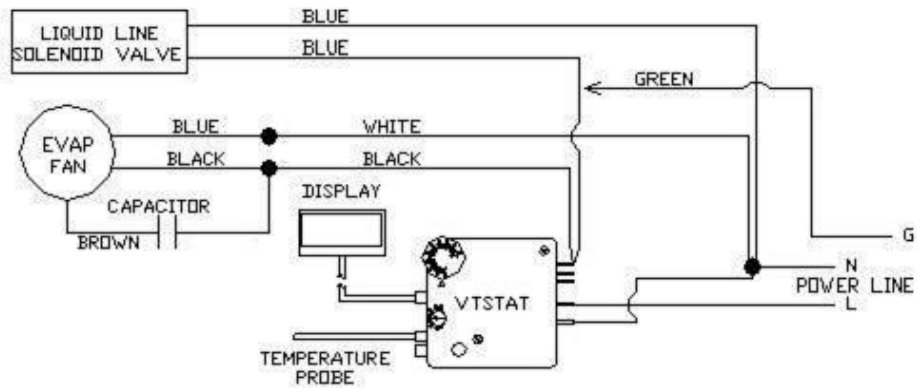 BLUE
LIQUID LINE
SOLENOID VALVE
BLUE
GREEN
EVAP
FAN
BLUE
WHITE
BLACK
BLACK
CAPACITOR
BROWN
DISPLAY
G
N
POWER LINE
L
VTSTAT
TEMPERATURE
PROBE